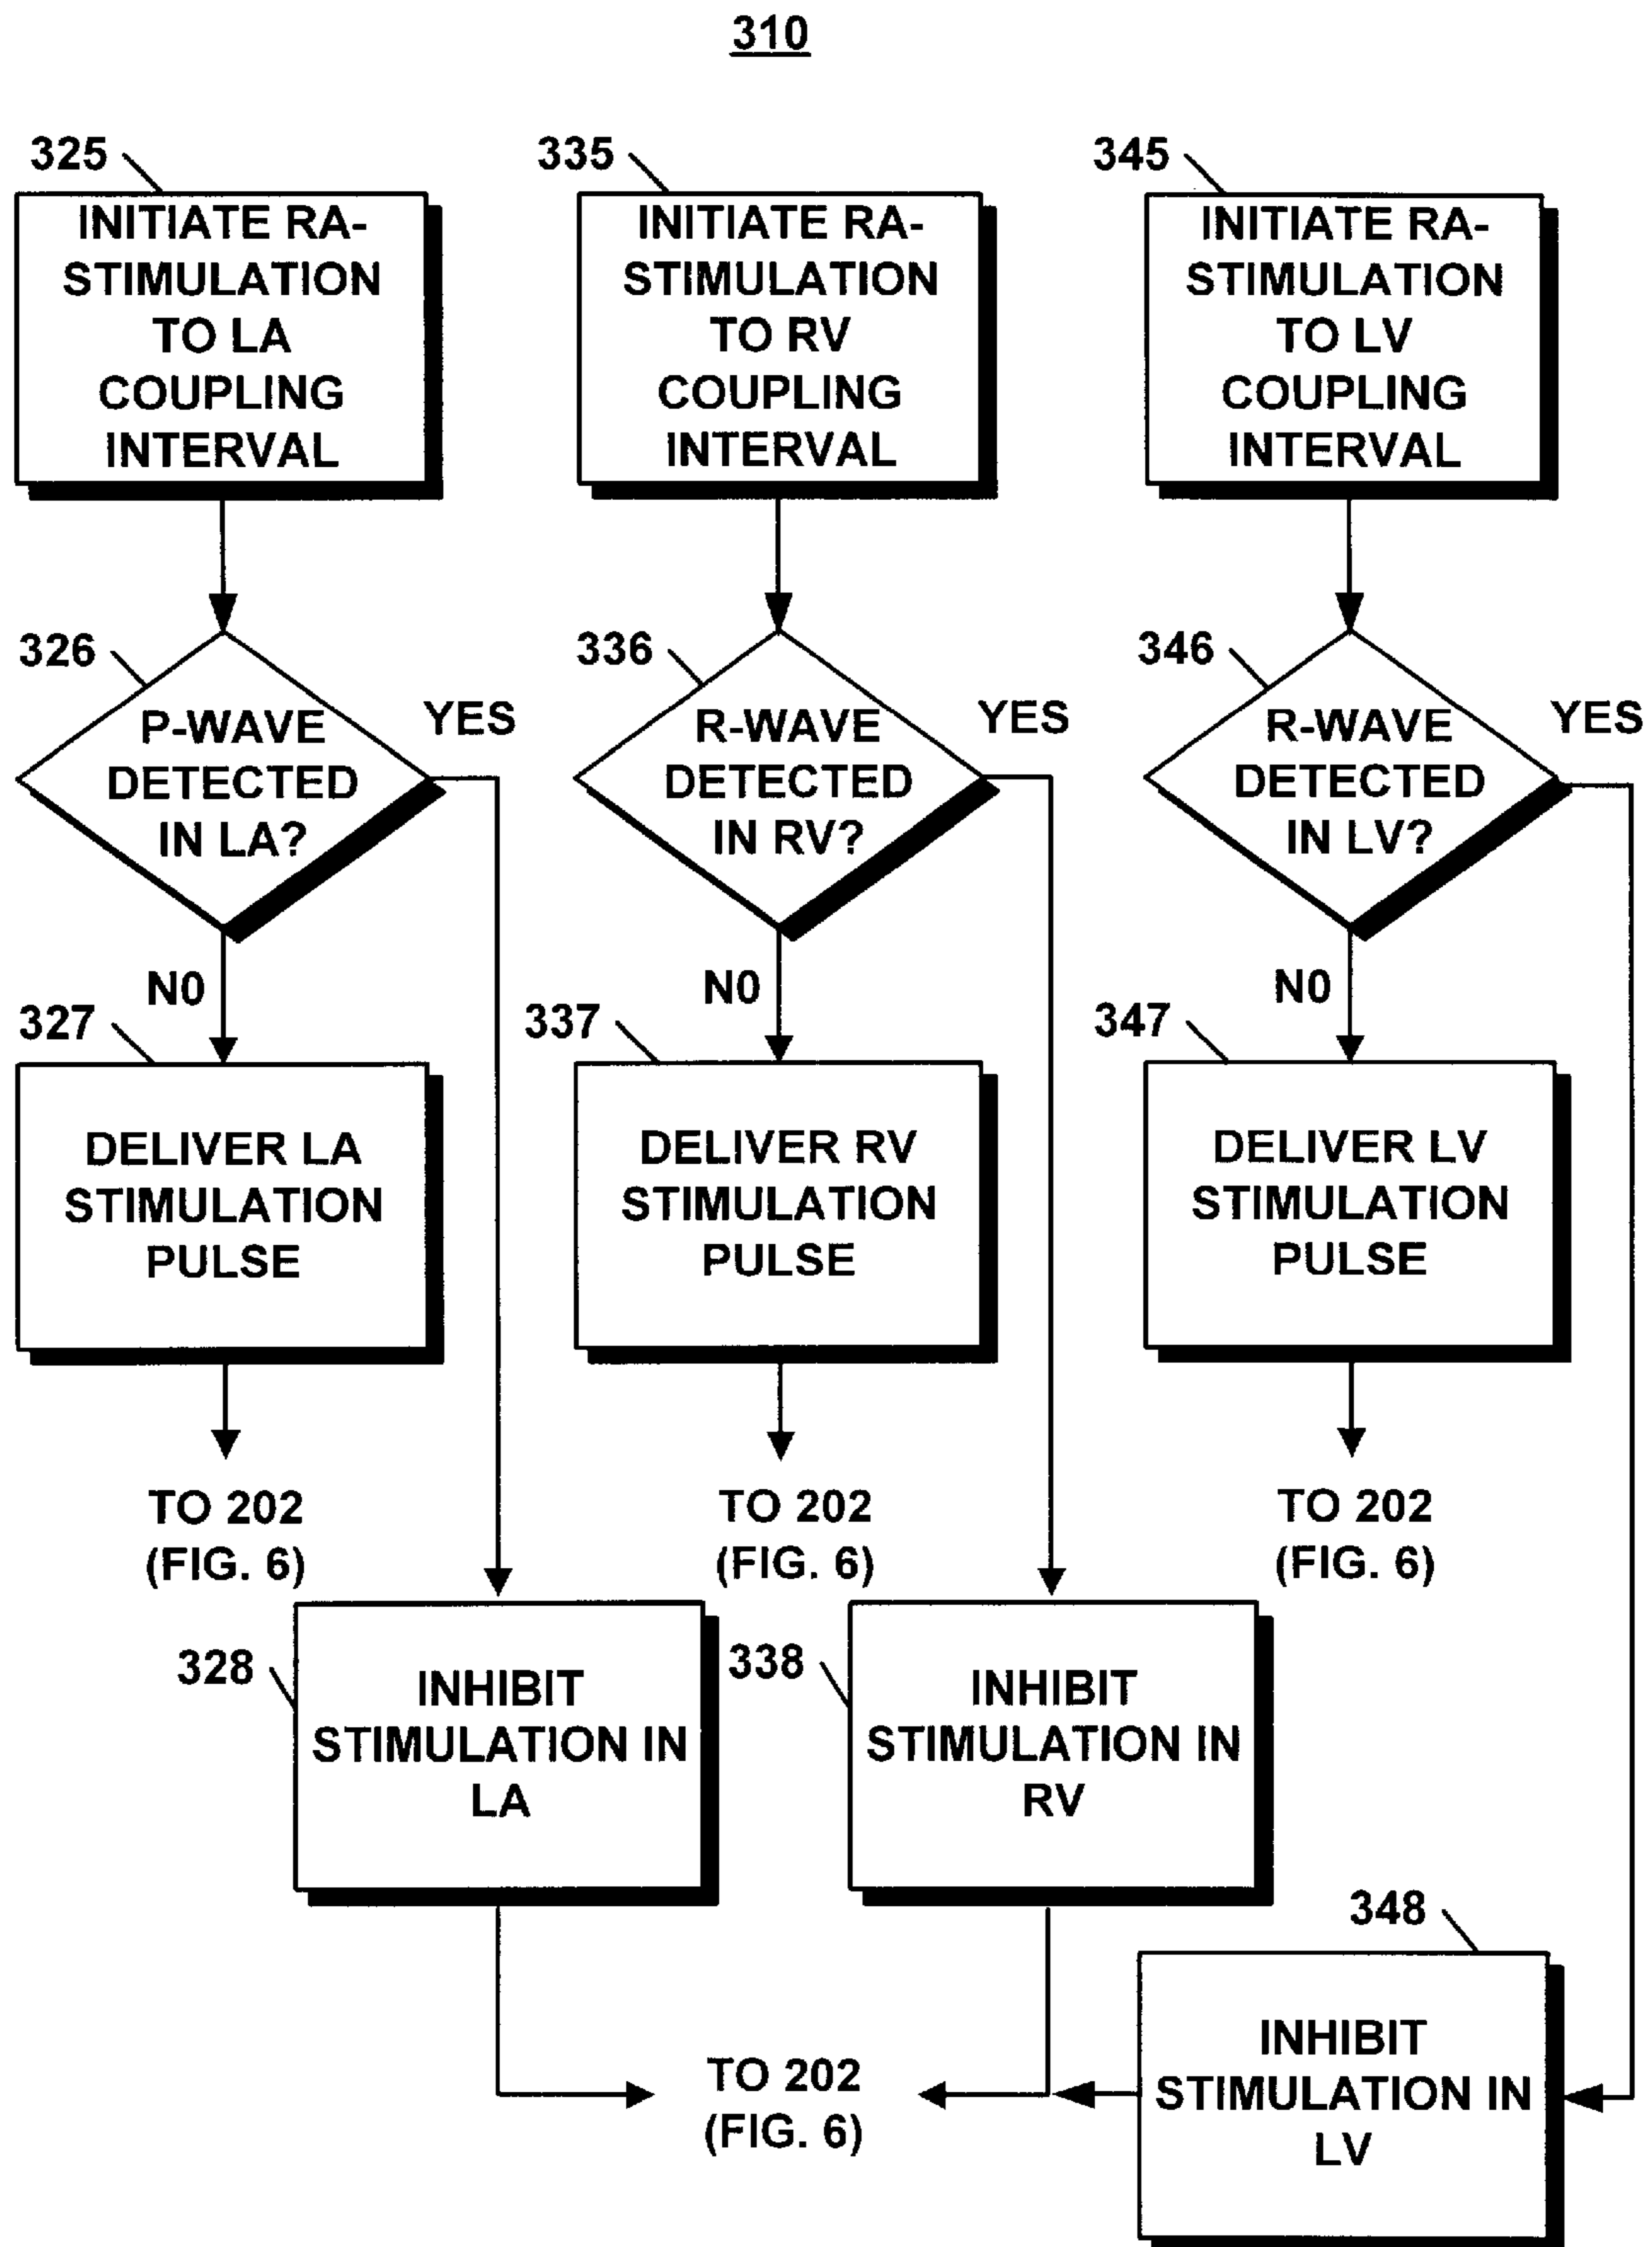 310
325
INITIATE RA-
STIMULATION
TO LA
COUPLING
INTERVAL
335
INITIATE RA-
STIMULATION
TO RV
COUPLING
INTERVAL
345
INITIATE RA-
STIMULATION
TO LV
COUPLING
INTERVAL
326
P-WAVE
DETECTED
IN LA?
YES
N0
336
R-WAVE
DETECTED
IN RV?
YES
N0
346
R-WAVE
DETECTED
IN LV?
YES
N0
327
DELIVER LA
STIMULATION
PULSE
337
DELIVER RV
STIMULATION
PULSE
347
DELIVER LV
STIMULATION
PULSE
TO 202
(FIG. 6)
TO 202
(FIG. 6)
TO 202
(FIG. 6)
328
INHIBIT
STIMULATION IN
LA
338
INHIBIT
STIMULATION IN
RV
348
INHIBIT
STIMULATION IN
LV
TO 202
(FIG. 6)